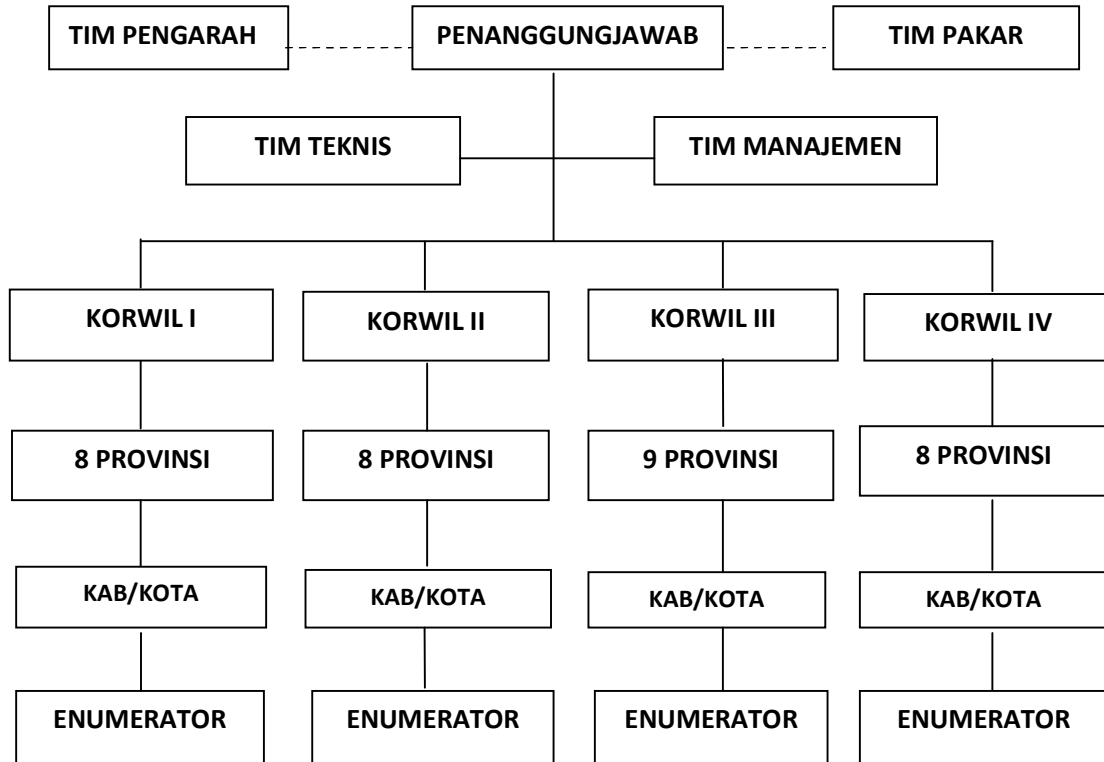 TIM PENGARAH
PENANGGUNGJAWAB
TIM PAKAR
TIM TEKNIS
TIM MANAJEMEN
KORWIL I
KORWIL II
KORWIL III
KORWIL IV
8 PROVINSI
8 PROVINSI
9 PROVINSI
8 PROVINSI
KAB/KOTA
KAB/KOTA
KAB/KOTA
KAB/KOTA
ENUMERATOR
ENUMERATOR
ENUMERATOR
ENUMERATOR